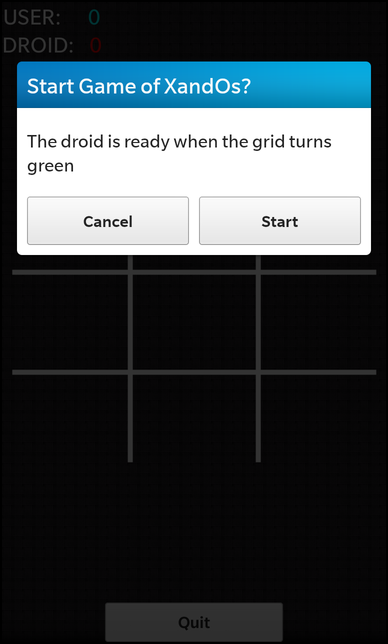 USER: 0
DROID: 0
Start Game of XandOs?
The droid is ready when the grid turns
green
Cancel Start
Quit